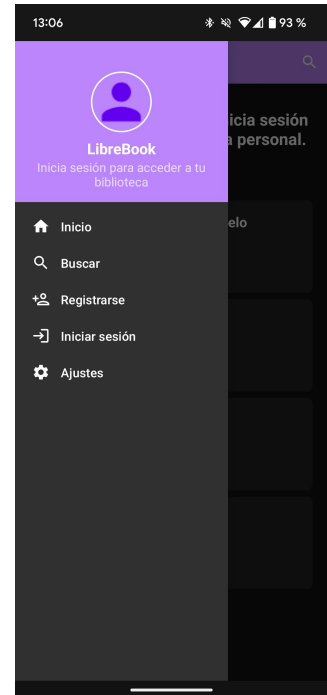 13:06
93 %
icia sesión
a personal.
LibreBook
Inicia sesión para acceder a tu
biblioteca
elo
Inicio
Buscar
Registrarse
Iniciar sesión
Ajustes